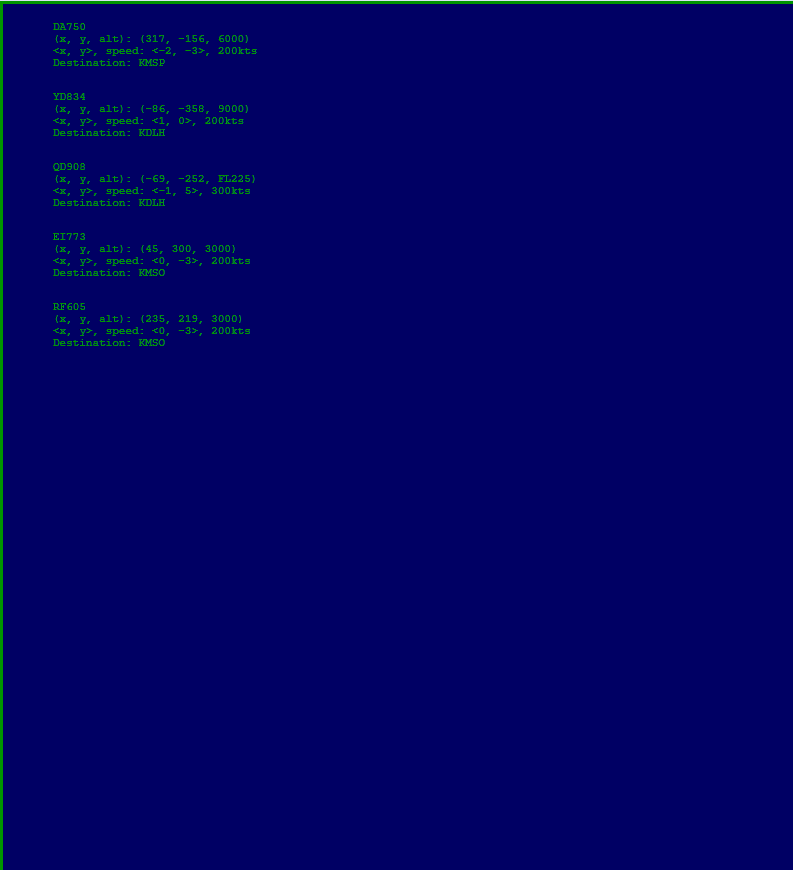 DA750
(x, y, alt): (317, -156, 6000)
<x, y>, speed: <-2, -3>, 200kts
Destination: KMSP
YD834
(x, y, alt): (-86, -358, 9000)
<x, y>, speed: <1, 0>, 200kts
Destination: KDLH
QD908
(x, y, alt): (-69, -252, FL225)
<x, y>, speed: <-1, 5>, 300kts
Destination: KDLH
EI773
(x, y, alt): (45, 300, 3000)
<x, y>, speed: <0, -3>, 200kts
Destination: KMSO
RF605
(x, y, alt): (235, 219, 3000)
<x, y>, speed: <0, -3>, 200kts
Destination: KMSO